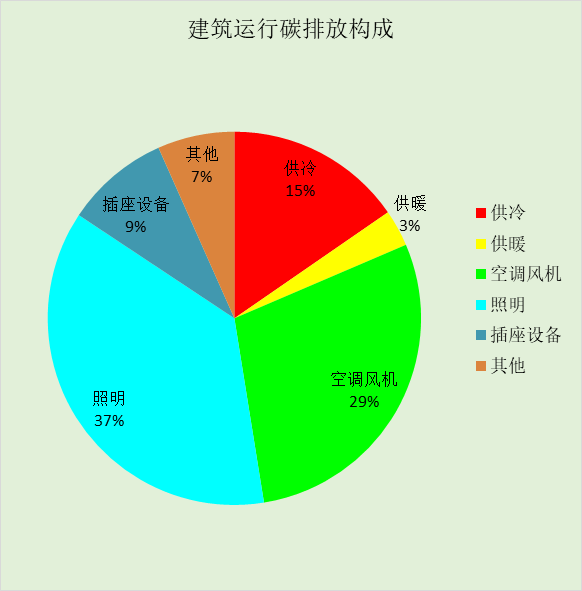 建筑运行碳排放构成
其他
7%
供冷
15%
供暖
3%
插座设备
9%
空调风机
29%
照明
37%
供冷
供暖
空调风机
照明
插座设备
其他